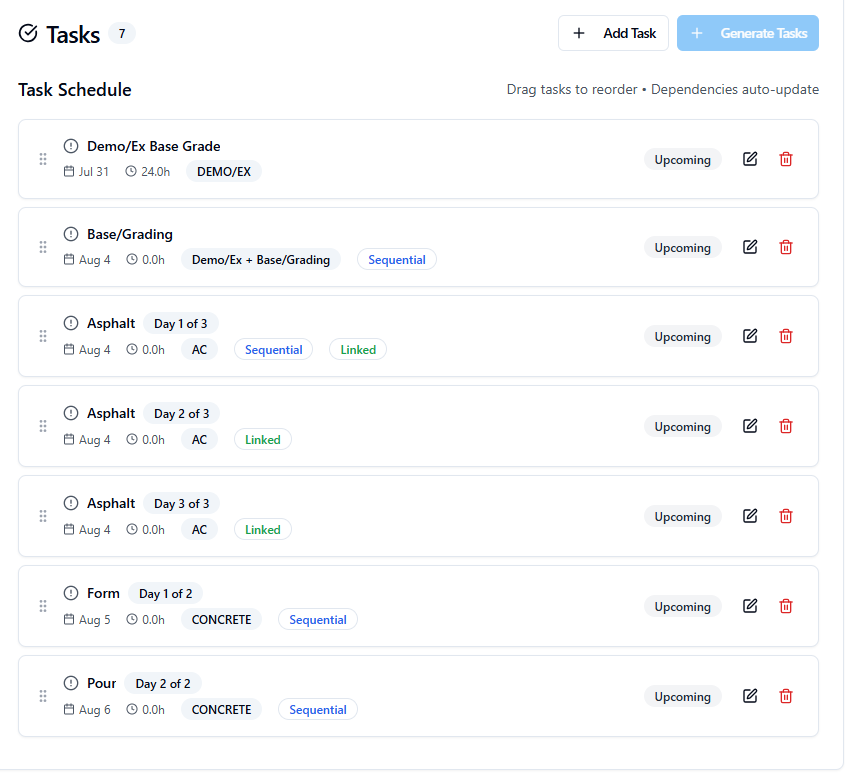 Tasks 7 Add Task Generate Tasks
Task Schedule Drag tasks to reorder • Dependencies auto-update
Demo/Ex Base Grade
Jul 31 24.0h DEMO/EX Upcoming
Base/Grading
Aug 4 0.0h Demo/Ex + Base/Grading Sequential Upcoming
Asphalt Day 1 of 3
Aug 4 0.0h AC Sequential Linked Upcoming
Asphalt Day 2 of 3
Aug 4 0.0h AC Linked Upcoming
Asphalt Day 3 of 3
Aug 4 0.0h AC Linked Upcoming
Form Day 1 of 2
Aug 5 0.0h CONCRETE Sequential Upcoming
Pour Day 2 of 2
Aug 6 0.0h CONCRETE Sequential Upcoming